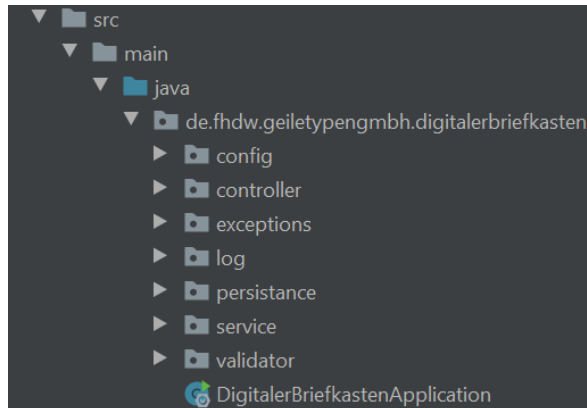 src
main
java
de.fhdw.geiletypengmbh.digitalerbriefkasten
config
controller
exceptions
log
persistance
service
validator
DigitalerBriefkastenApplication